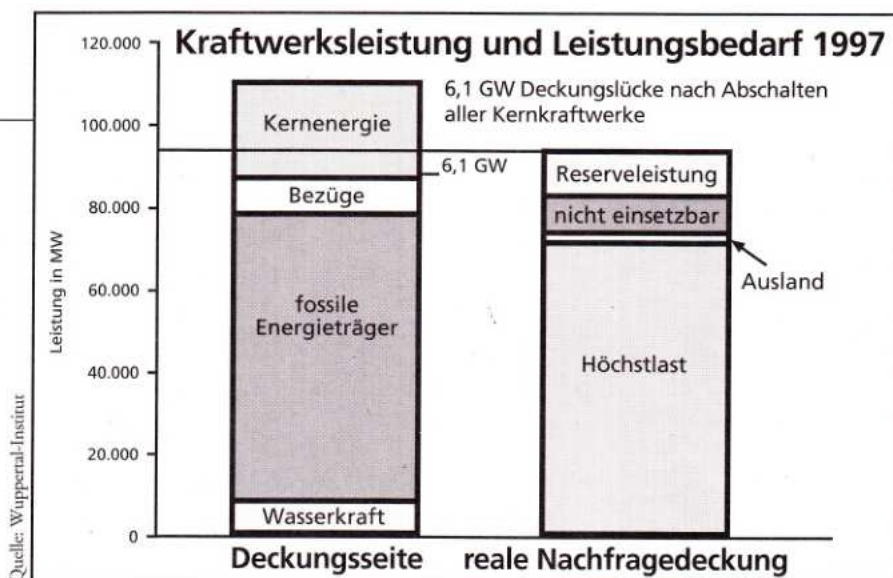 Kraftwerksleistung und Leistungsbedarf 1997
6,1 GW Deckungslücke nach Abschalten
aller Kernkraftwerke
Leistung in MW
120.000
100.000
80.000
60.000
40.000
20.000
0
Kernenergie
6,1 GW
Bezüge
fossile
Energieträger
Wasserkraft
Reserveleistung
nicht einsetzbar
Ausland
Höchstlast
Deckungsseite
reale Nachfragedeckung
Quelle: Wuppertal-Institut